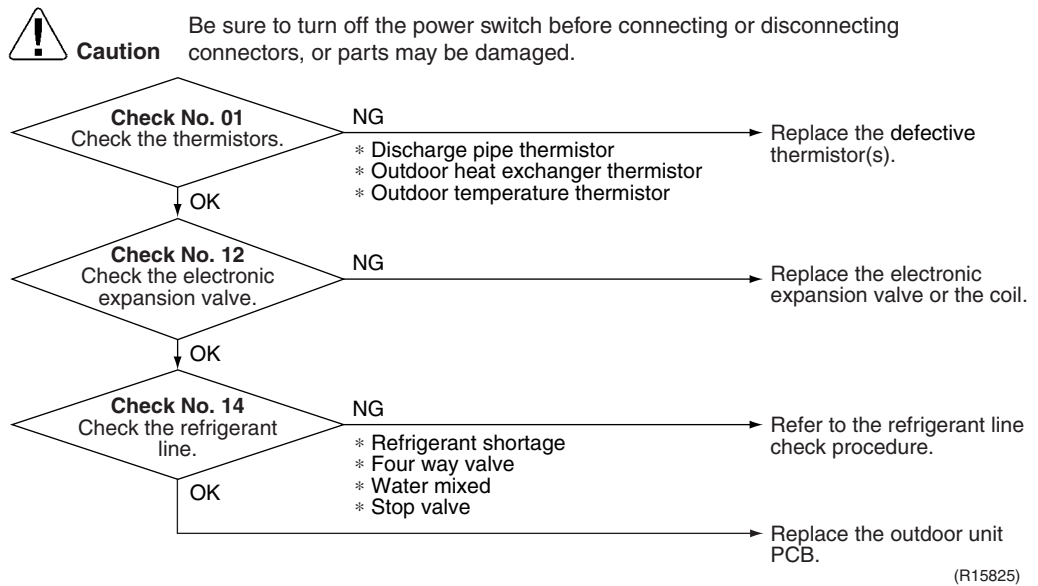 Be sure to turn off the power switch before connecting or disconnecting
Caution connectors, or parts may be damaged.
Check No. 01
Check the thermistors.
NG
∗ Discharge pipe thermistor
∗ Outdoor heat exchanger thermistor
∗ Outdoor temperature thermistor
Replace the defective
thermistor(s).
OK
Check No. 12
Check the electronic
expansion valve.
NG
Replace the electronic
expansion valve or the coil.
OK
Check No. 14
Check the refrigerant
line.
NG
∗ Refrigerant shortage
∗ Four way valve
∗ Water mixed
∗ Stop valve
Refer to the refrigerant line
check procedure.
OK
Replace the outdoor unit
PCB.
(R15825)